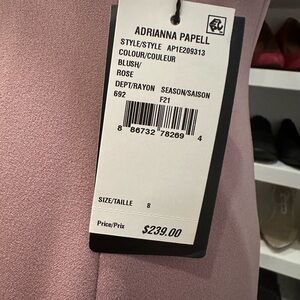 ADRIANNA PAPELL
STYLE/STYLE AP1E209313
COLOUR/COULEUR
BLUSH/
ROSE
DEPT/RAYON SEASON/SAISON
692 F21
8 86732 78269 4
SIZE/TAILLE 8
Price/Prix $239.00